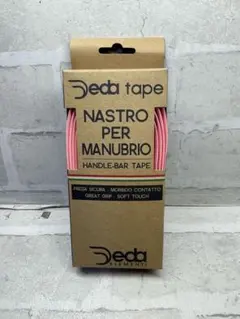 Deda tape
NASTRO
PER
MANUBRIO
HANDLE-BAR TAPE
PRESA SICURA . MORBIDO CONTATTO
GREAT GRIP . SOFT TOUCH
Deda
ELEMENTI